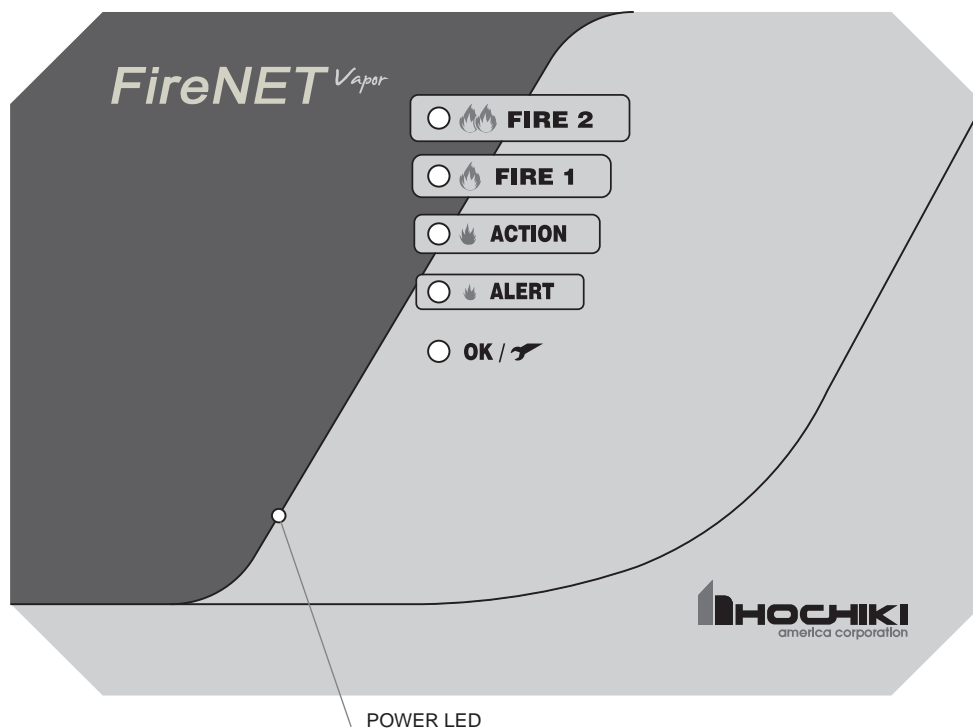 FireNET Vapor
FIRE 2
FIRE 1
ACTION
ALERT
OK /
HOCHIKI
america corporation
POWER LED